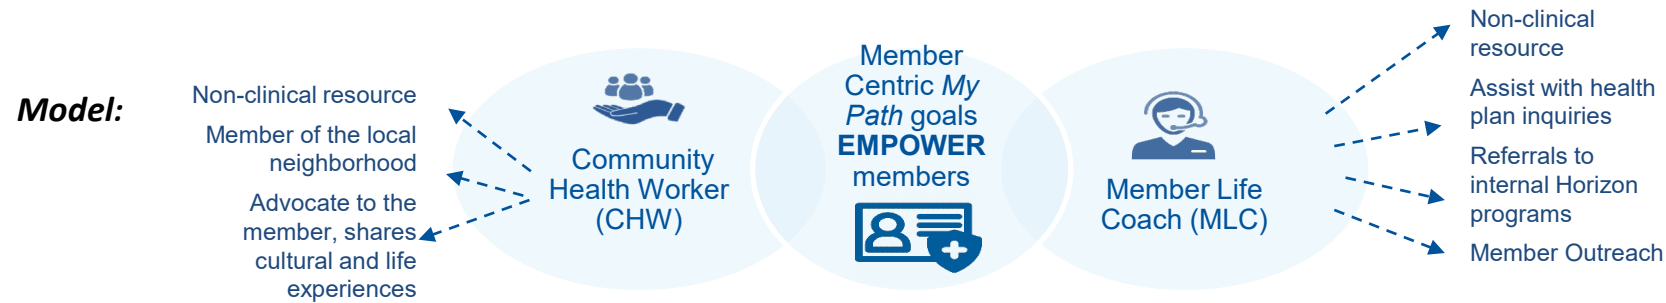 Model:
Non-clinical resource
Member of the local
neighborhood
Advocate to the
member, shares
cultural and life
experiences
Community
Health Worker
(CHW)
Member
Centric My
Path goals
EMPOWER
members
Member Life
Coach (MLC)
Non-clinical
resource
Assist with health
plan inquiries
Referrals to
internal Horizon
programs
Member Outreach